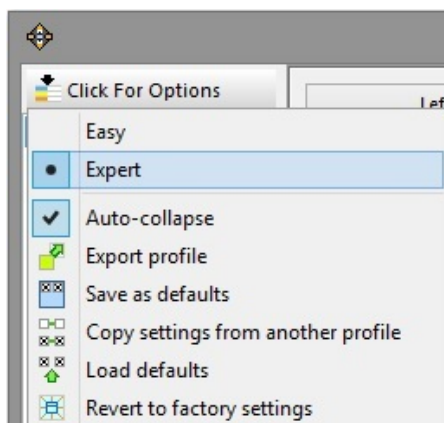 Click For Options
Lef
Easy
Expert
Auto-collapse
Export profile
Save as defaults
Copy settings from another profile
Load defaults
Revert to factory settings